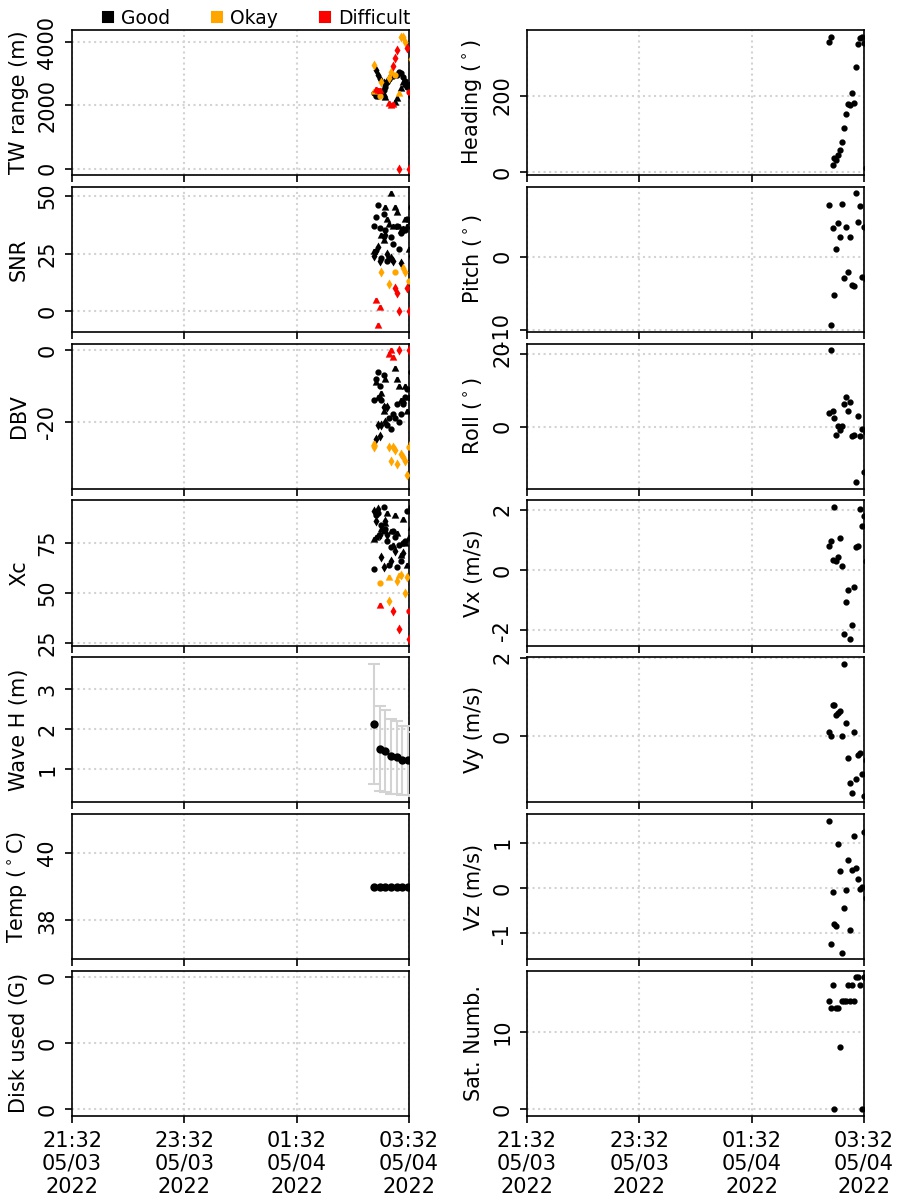 Good Okay Difficult
TW range (m)
4000
2000
0
Heading (°)
200
0
SNR
50
25
0
Pitch (°)
0
-10
DBV
0
-20
Roll (°)
20
0
Xc
75
50
25
Vx (m/s)
2
0
-2
Wave H (m)
3
2
1
Vy (m/s)
2
0
Temp (°C)
40
38
Vz (m/s)
1
0
-1
Disk used (G)
0
0
0
Sat. Numb.
10
0
21:32 23:32 01:32 03:32 21:32 23:32 01:32 03:32
05/03 05/03 05/04 05/04 05/03 05/03 05/04 05/04
2022 2022 2022 2022 2022 2022 2022 2022